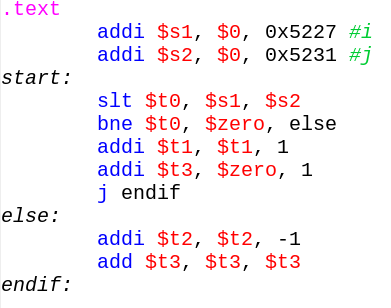 .text
addi $s1, $0, 0x5227 #i
addi $s2, $0, 0x5231 #j
start:
slt $t0, $s1, $s2
bne $t0, $zero, else
addi $t1, $t1, 1
addi $t3, $zero, 1
j endif
else:
addi $t2, $t2, -1
add $t3, $t3, $t3
endif: